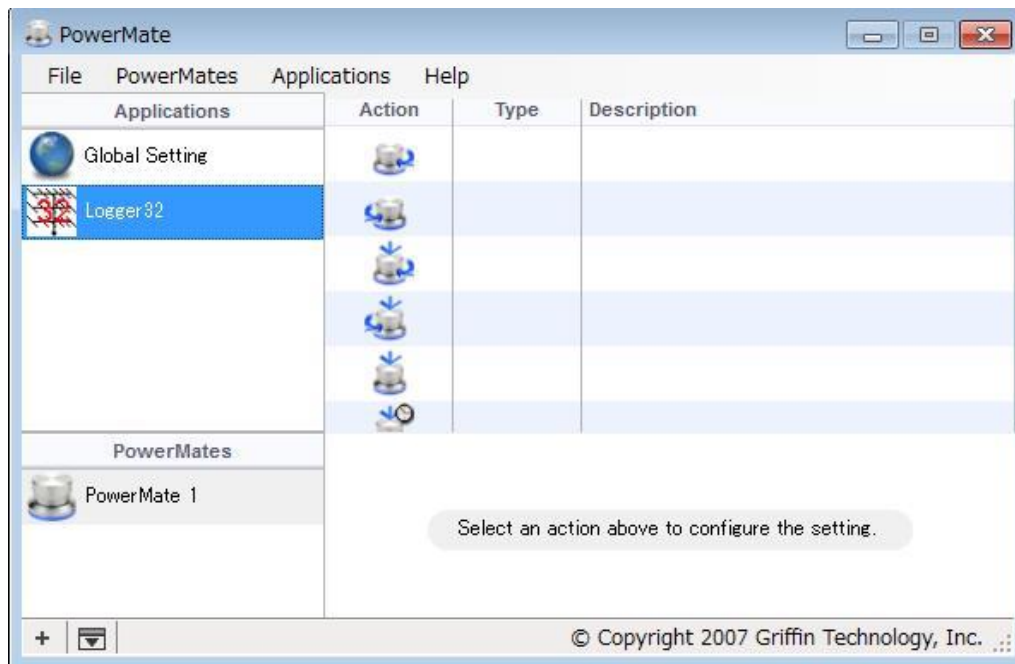 PowerMate
File PowerMates Applications Help
Applications Action Type Description
Global Setting
32 Logger32
PowerMates
PowerMate 1
Select an action above to configure the setting.
+ © Copyright 2007 Griffin Technology, Inc.